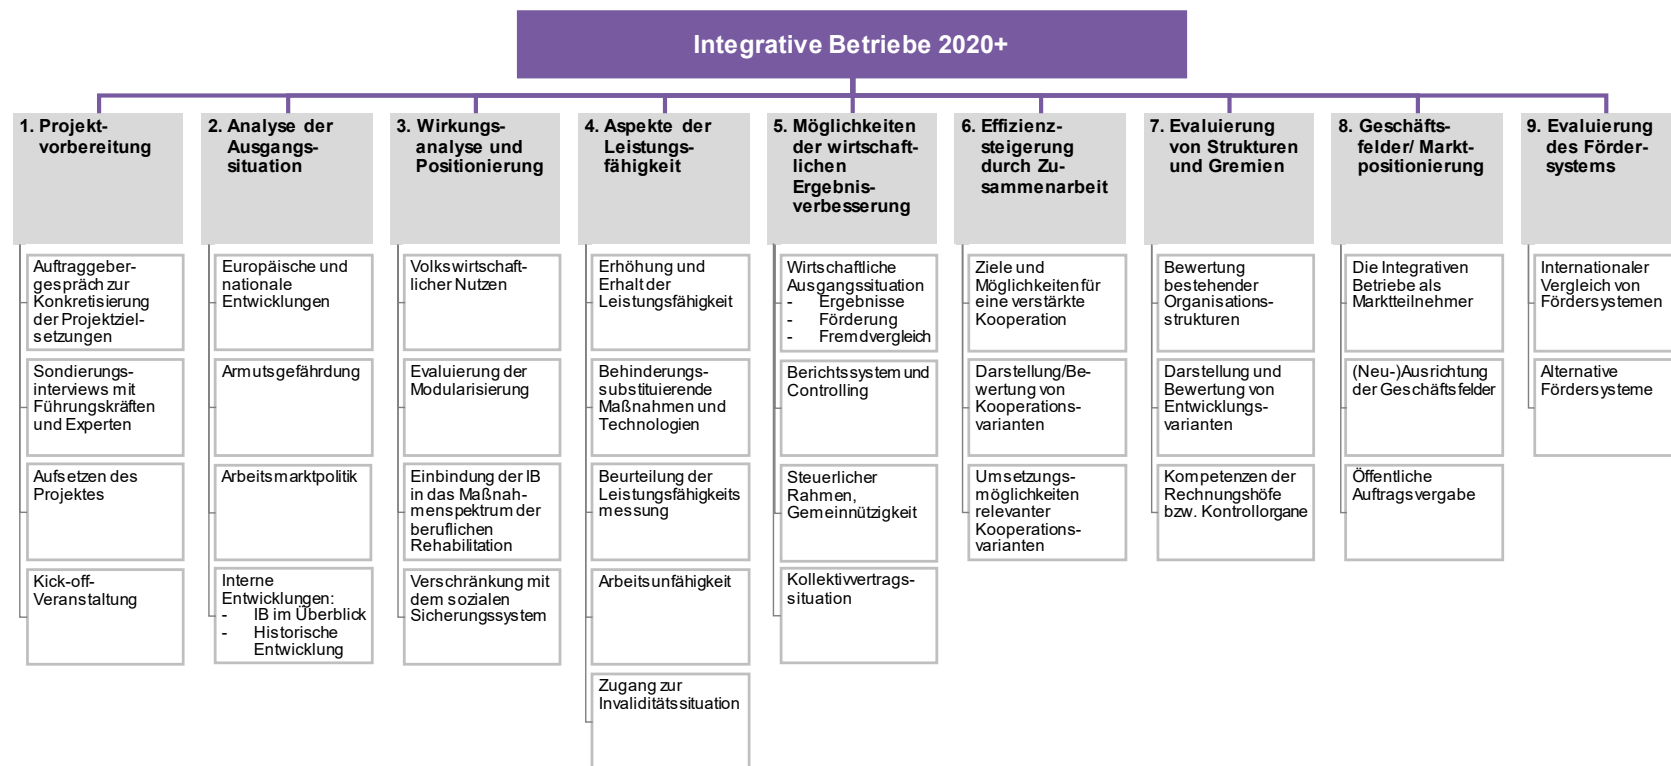 Integrative Betriebe 2020+
1. Projekt-
vorbereitung
Auftraggeber-
gespräch zur
Konkretisierung
der Projektziel-
setzungen
Sondierungs-
interviews mit
Führungskräften
und Experten
Aufsetzen des
Projektes
Kick-off-
Veranstaltung
2. Analyse der
Ausgangs-
situation
Europäische und
nationale
Entwicklungen
Armutsgefährdung
Arbeitsmarktpolitik
Interne
Entwicklungen:
- IB im Überblick
- Historische
Entwicklung
3. Wirkungs-
analyse und
Positionierung
Volkswirtschaft-
licher Nutzen
Evaluierung der
Modularisierung
Einbindung der IB
in das Maßnah-
menspektrum der
beruflichen
Rehabilitation
Verschränkung mit
dem sozialen
Sicherungssystem
4. Aspekte der
Leistungs-
fähigkeit
Erhöhung und
Erhalt der
Leistungsfähigkeit
Behinderungs-
substituierende
Maßnahmen und
Technologien
Beurteilung der
Leistungsfähigkeits
messung
Arbeitsunfähigkeit
Zugang zur
Invaliditätssituation
5. Möglichkeiten
der wirtschaft-
lichen
Ergebnis-
verbesserung
Wirtschaftliche
Ausgangssituation
- Ergebnisse
- Förderung
- Fremdvergleich
Berichtssystem und
Controlling
Steuerlicher
Rahmen,
Gemeinnützigkeit
Kollektivvertrags-
situation
6. Effizienz-
steigerung
durch Zu-
sammenarbeit
Ziele und
Möglichkeiten für
eine verstärkte
Kooperation
Darstellung/Be-
wertung von
Kooperations-
varianten
Umsetzungs-
möglichkeiten
relevanter
Kooperations-
varianten
7. Evaluierung
von Strukturen
und Gremien
Bewertung
bestehender
Organisations-
strukturen
Darstellung und
Bewertung von
Entwicklungs-
varianten
Kompetenzen der
Rechnungshöfe
bzw. Kontrollorgane
8. Geschäfts-
felder/ Markt-
positionierung
Die Integrativen
Betriebe als
Marktteilnehmer
(Neu-)Ausrichtung
der Geschäftsfelder
Öffentliche
Auftragsvergabe
9. Evaluierung
des Förder-
systems
Internationaler
Vergleich von
Fördersystemen
Alternative
Fördersysteme